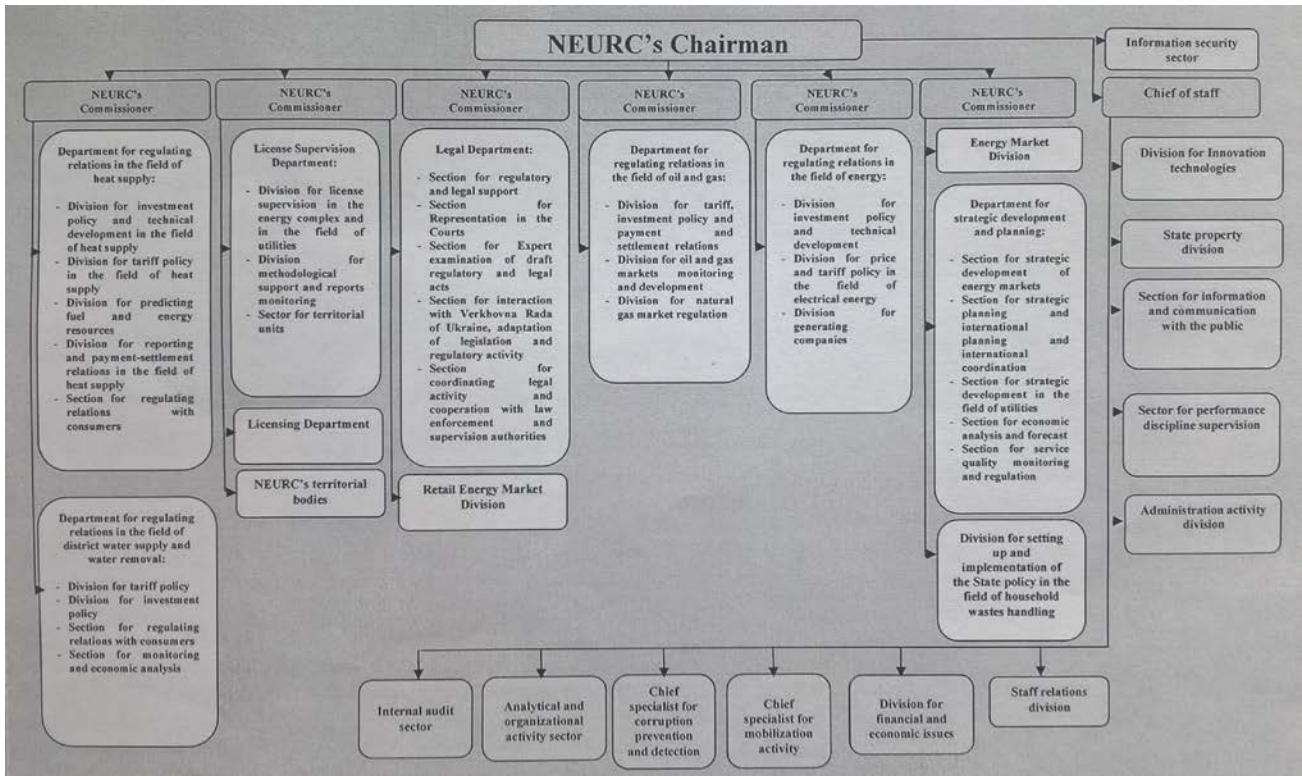 NEURC's Chairman
Information security
sector
Chief of staff
NEURC's
Commissioner
NEURC's
Commissioner
NEURC's
Commissioner
NEURC's
Commissioner
NEURC's
Commissioner
NEURC's
Commissioner
Department for regulating
relations in the field of
heat supply:
- Division for investment
policy and technical
development in the field
of heat supply
- Division for tariff policy
in the field of heat
supply
- Division for predicting
fuel and energy
resources
- Division for reporting
and payment-settlement
relations in the field of
heat supply
- Section for regulating
relations with
consumers
Department for regulating
relations in the field of
district water supply and
water removal:
- Division for tariff policy
- Division for investment
policy
- Section for regulating
relations with consumers
- Section for monitoring
and economic analysis
License Supervision
Department:
- Division for license
supervision in the
energy complex and
in the field of
utilities
- Division for
methodological
support and reports
monitoring
- Sector for territorial
units
Licensing Department
NEURC's territorial
bodies
Legal Department:
- Section for regulatory
and legal support
- Section for
Representation in the
Courts
- Section for Expert
examination of draft
regulatory and legal
acts
- Section for interaction
with Verkhovna Rada
of Ukraine, adaptation
of legislation and
regulatory activity
- Section for
coordinating legal
activity and
cooperation with law
enforcement and
supervision authorities
Retail Energy Market
Division
Department for
regulating relations in
the field of oil and gas:
- Division for tariff,
investment policy and
payment and
settlement relations
- Division for oil and gas
markets monitoring
and development
- Division for natural
gas market regulation
Department for
regulating relations in
the field of energy:
- Division for
investment policy
and technical
development
- Division for price
and tariff policy in
the field of
electrical energy
- Division for
generating
companies
Energy Market
Division
Department for
strategic development
and planning:
- Section for strategic
development of
energy markets
- Section for strategic
planning and
international
planning and
international
coordination
- Section for strategic
development in the
field of utilities
- Section for economic
analysis and forecast
- Section for service
quality monitoring
and regulation
Division for setting
up and
implementation of
the State policy in the
field of household
wastes handling
Division for Innovation
technologies
State property
division
Section for information
and communication
with the public
Sector for performance
discipline supervision
Administration activity
division
Internal audit
sector
Analytical and
organizational
activity sector
Chief
specialist for
corruption
prevention
and detection
Chief
specialist for
mobilization
activity
Division for
financial and
economic issues
Staff relations
division